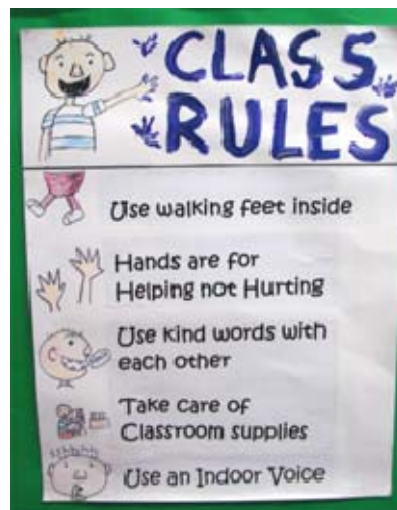 CLASS
RULES
Use walking feet inside
Hands are for
Helping not Hurting
Use kind words with
each other
Take care of
Classroom supplies
Use an Indoor Voice